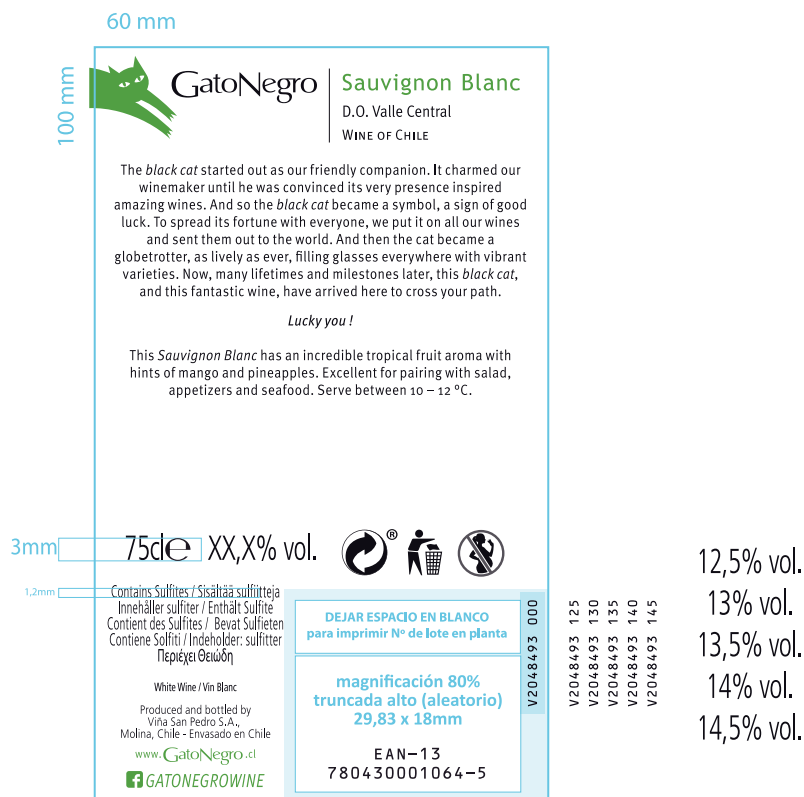 60 mm
100 mm
GatoNegro
Sauvignon Blanc
D.O. Valle Central
WINE OF CHILE
The black cat started out as our friendly companion. It charmed our
winemaker until he was convinced its very presence inspired
amazing wines. And so the black cat became a symbol, a sign of good
luck. To spread its fortune with everyone, we put it on all our wines
and sent them out to the world. And then the cat became a
globetrotter, as lively as ever, filling glasses everywhere with vibrant
varieties. Now, many lifetimes and milestones later, this black cat,
and this fantastic wine, have arrived here to cross your path.
Lucky you !
This Sauvignon Blanc has an incredible tropical fruit aroma with
hints of mango and pineapples. Excellent for pairing with salad,
appetizers and seafood. Serve between 10 – 12 ºC.
3mm
75cl℮ XX,X% vol.
®
1,2mm
Contains Sulfites / Sisältää sulfiitteja
Innehåller sulfiter / Enthält Sulfite
Contient des Sulfites / Bevat Sulfieten
Contiene Solfiti / Indeholder: sulfitter
Περιέχει Θειώδη
White Wine / Vin Blanc
Produced and bottled by
Viña San Pedro S.A.,
Molina, Chile - Envasado en Chile
www.GatoNegro.cl
f GATONEGROWINE
DEJAR ESPACIO EN BLANCO
para imprimir Nº de lote en planta
magnificación 80%
truncada alto (aleatorio)
29,83 x 18mm
EAN-13
780430001064-5
V2048493 000
V2048493 125
V2048493 130
V2048493 135
V2048493 140
V2048493 145
12,5% vol.
13% vol.
13,5% vol.
14% vol.
14,5% vol.